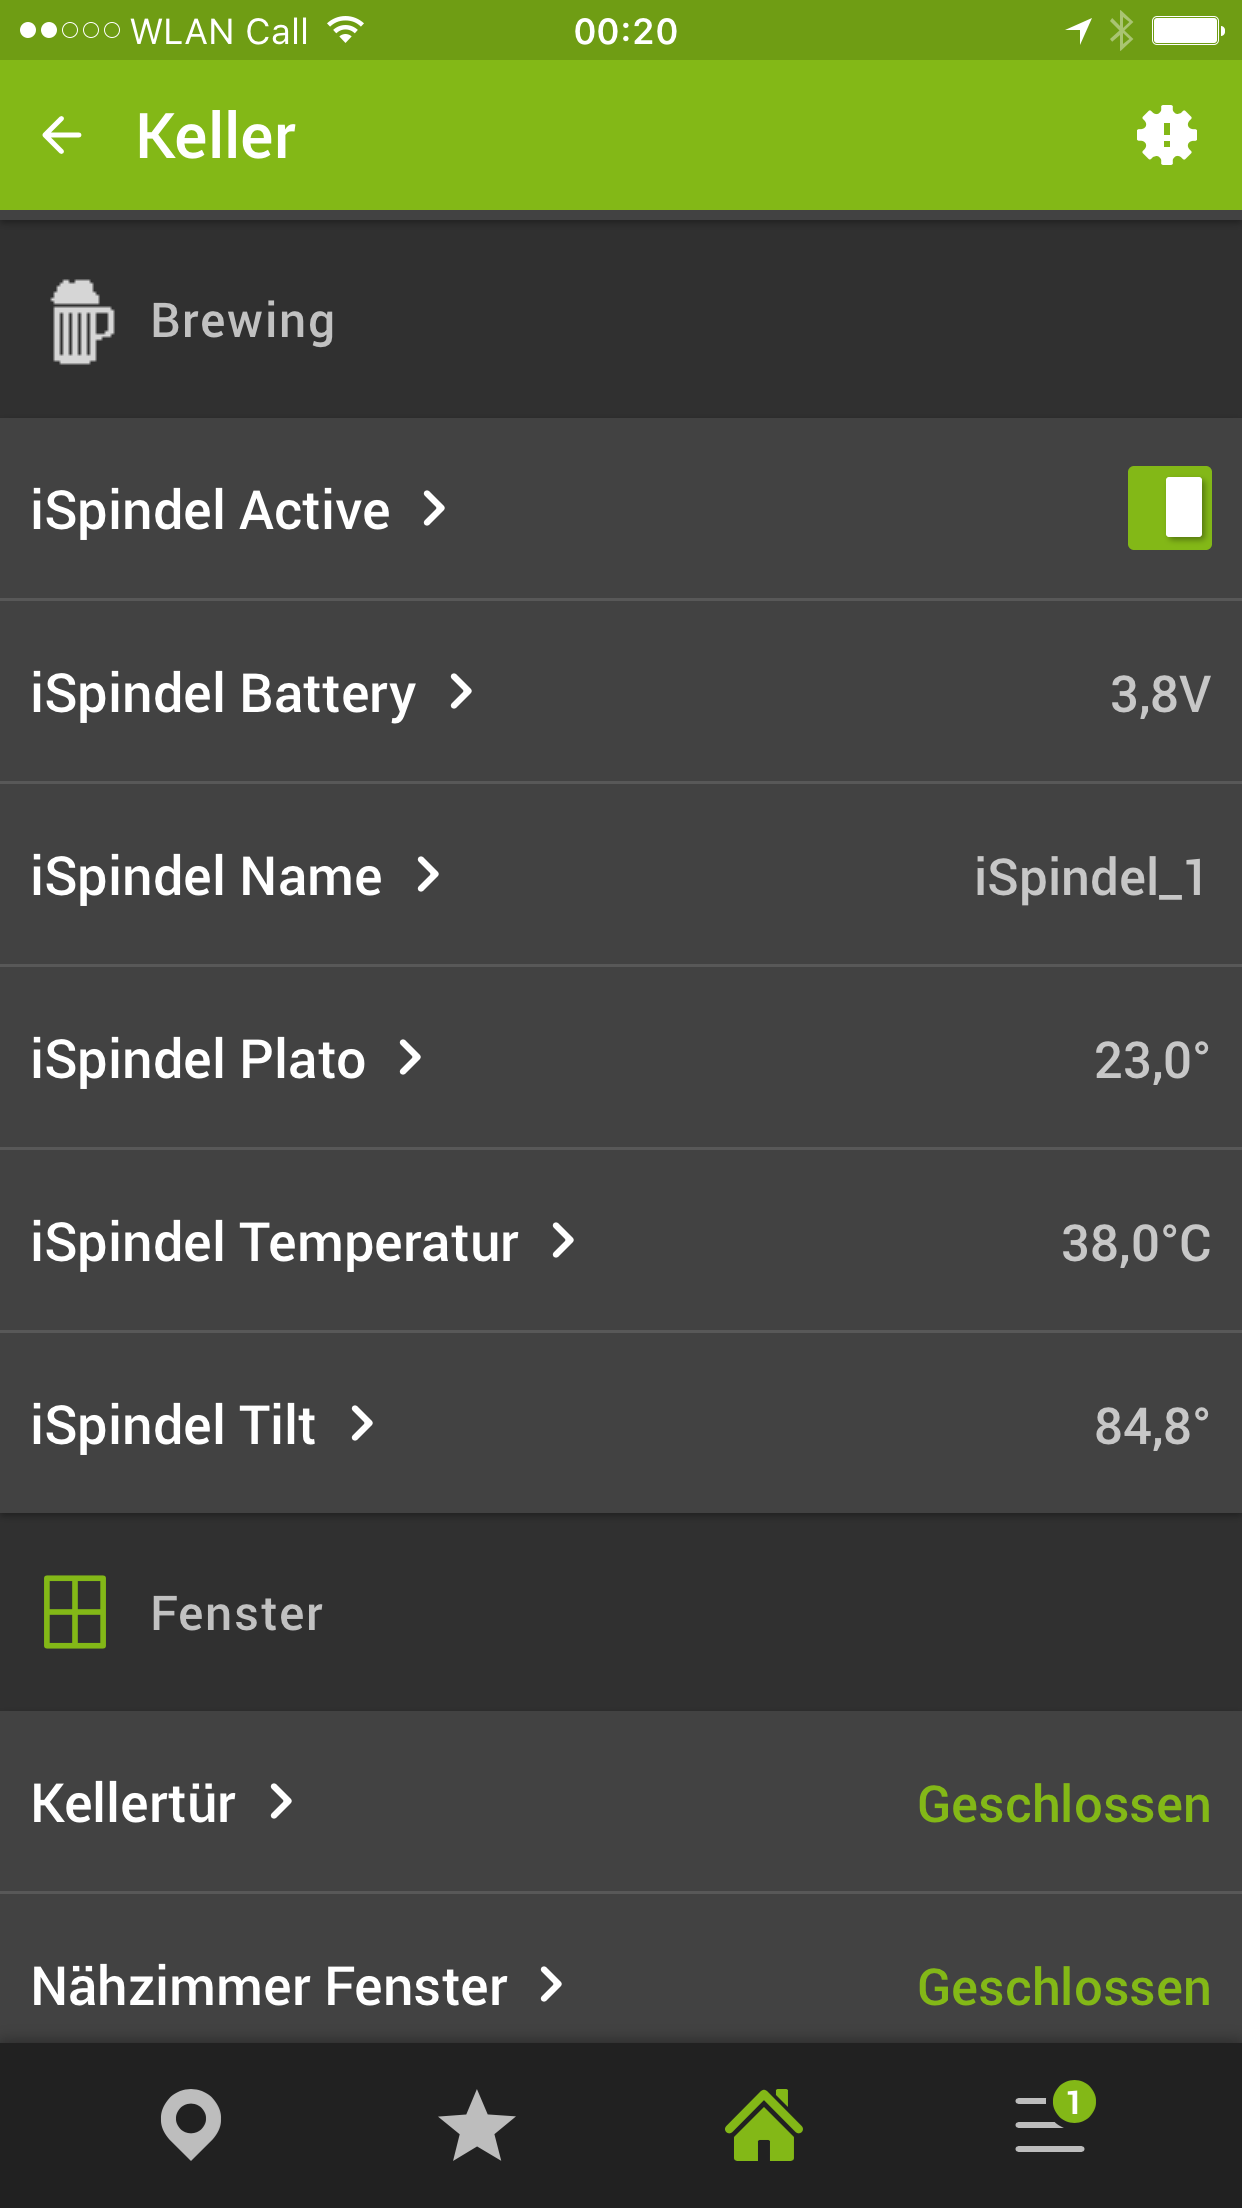 WLAN Call 00:20
Keller
Brewing
iSpindel Active
iSpindel Battery 3,8V
iSpindel Name iSpindel_1
iSpindel Plato 23,0°
iSpindel Temperatur 38,0°C
iSpindel Tilt 84,8°
Fenster
Kellertür Geschlossen
Nähzimmer Fenster Geschlossen
1